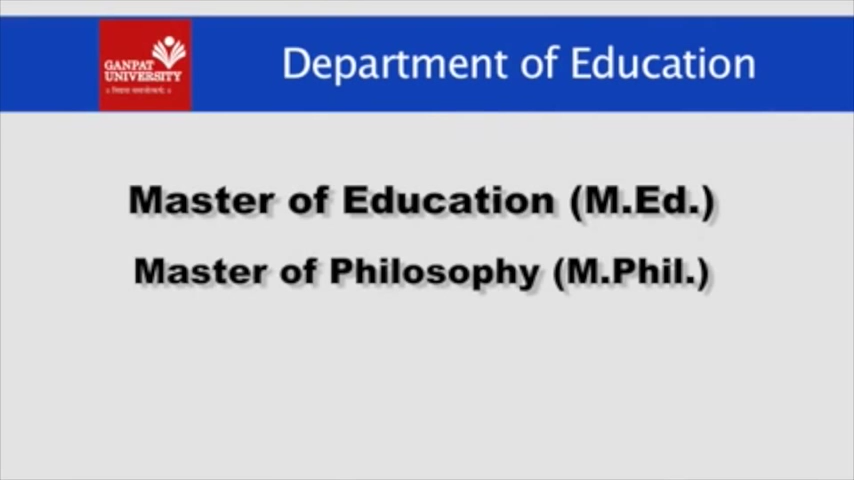 GANPAT
UNIVERSITY
Department of Education
Master of Education (M.Ed.)
Master of Philosophy (M.Phil.)